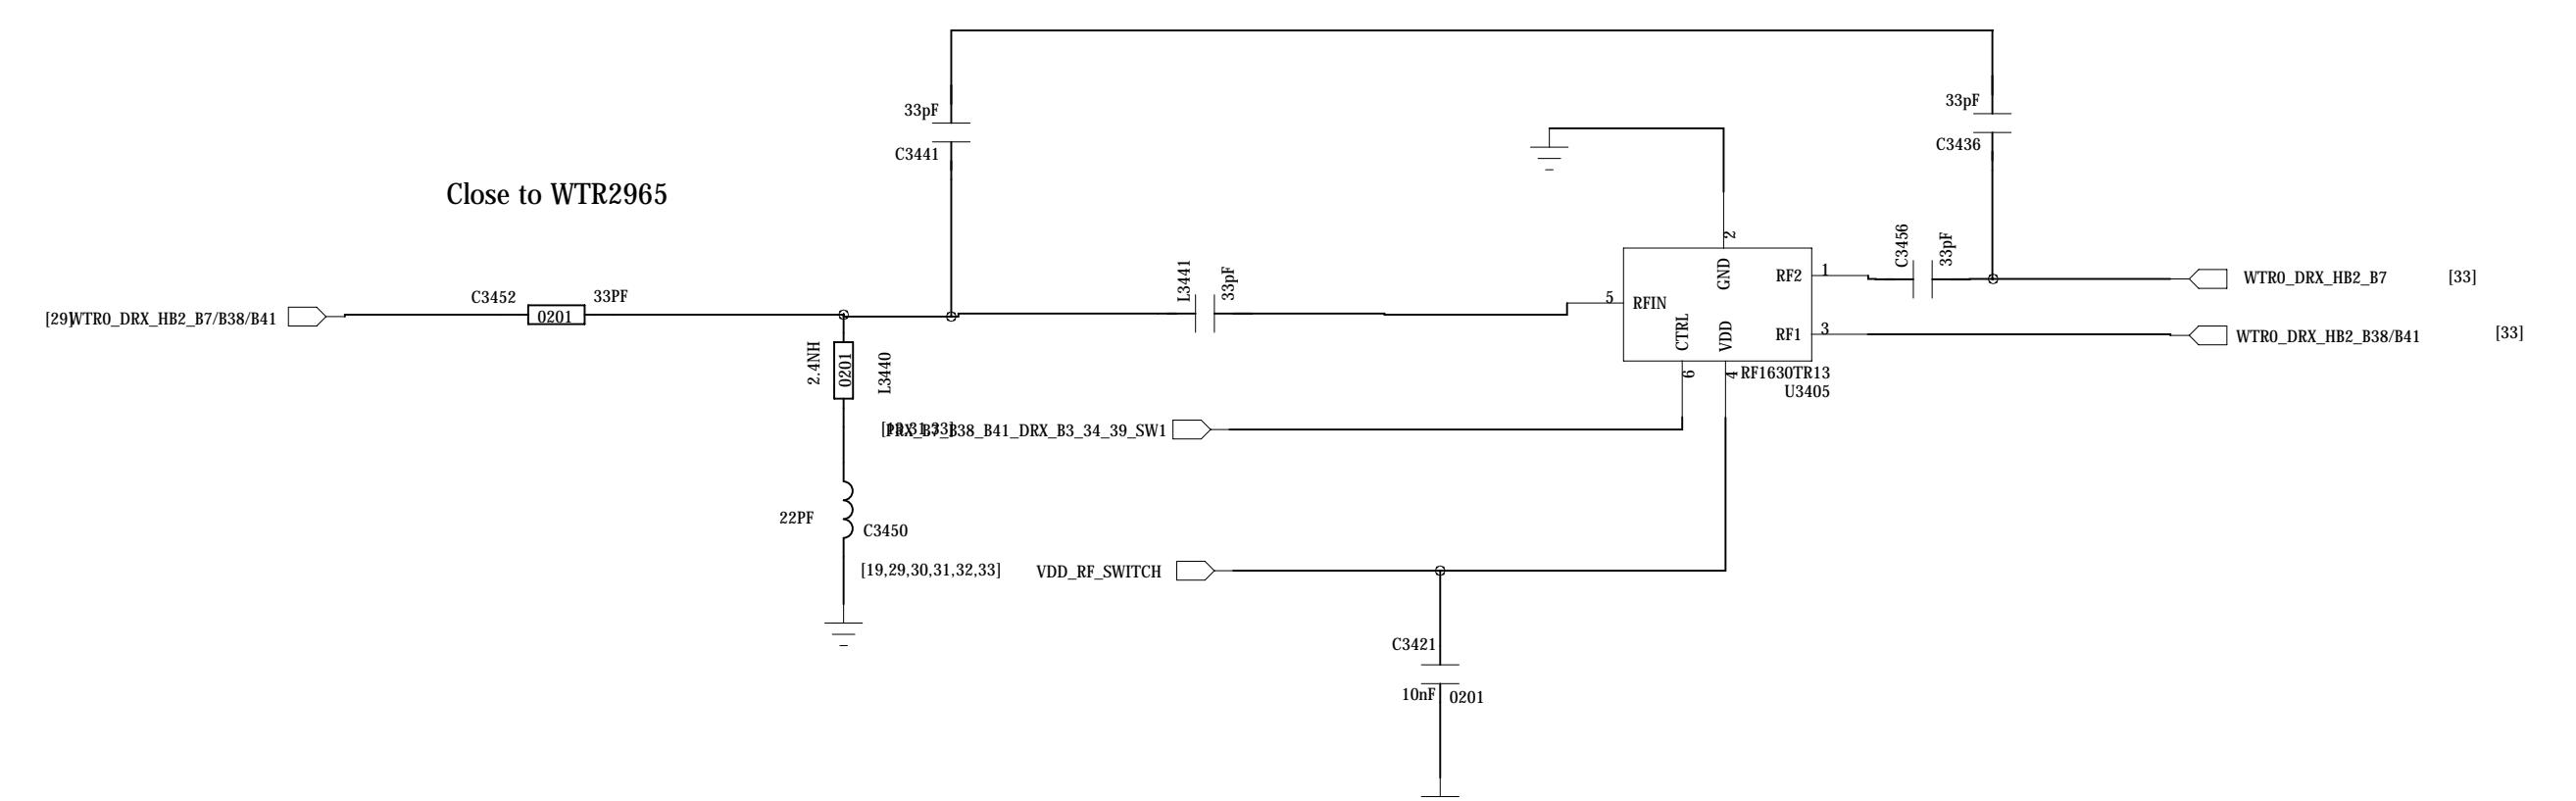 33pF
C3441
33pF
C3436
Close to WTR2965
2
C3456
33pF
GND
RF2
1
WTR0_DRX_HB2_B7
[33]
L3441
33pF
C3452
33PF
0201
[29]
WTR0_DRX_HB2_B7/B38/B41
5
RFIN
CTRL
VDD
RF1
3
WTR0_DRX_HB2_B38/B41
[33]
2.4NH
0201
L3440
6
4
RF1630TR13
U3405
PRX_B7_B38_B41_DRX_B3_34_39_SW1
22PF
C3450
[19,29,30,31,32,33]
VDD_RF_SWITCH
C3421
10nF
0201